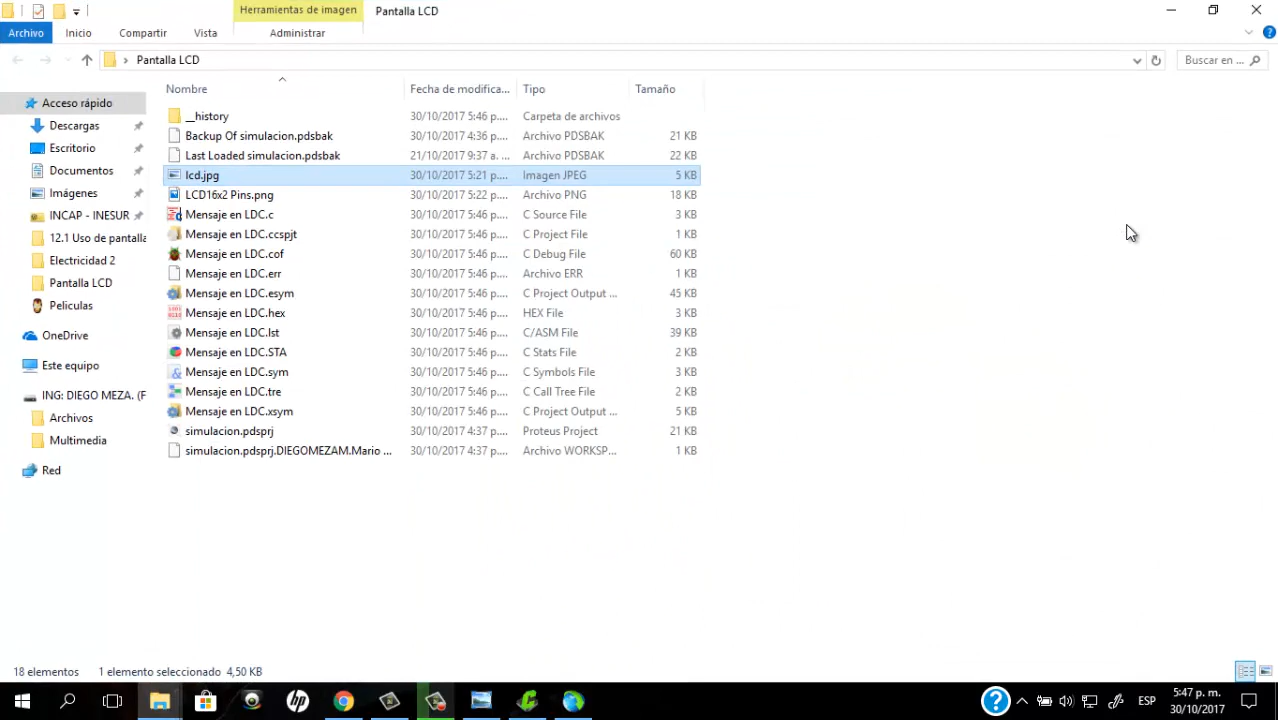 Herramientas de imagen
Pantalla LCD
Archivo
Inicio
Compartir
Vista
Administrar
Pantalla LCD
Buscar en ...
Nombre
Fecha de modifica...
Tipo
Tamaño
Acceso rápido
Descargas
Escritorio
Documentos
Imágenes
INCAP - INESUR
12.1 Uso de pantalla
Electricidad 2
Pantalla LCD
Peliculas
OneDrive
Este equipo
ING: DIEGO MEZA. (F
Archivos
Multimedia
Red
__history 30/10/2017 5:46 p.... Carpeta de archivos
Backup Of simulacion.pdsbak 30/10/2017 4:36 p.... Archivo PDSBAK 21 KB
Last Loaded simulacion.pdsbak 21/10/2017 9:37 a. ... Archivo PDSBAK 22 KB
lcd.jpg 30/10/2017 5:21 p.... Imagen JPEG 5 KB
LCD16x2 Pins.png 30/10/2017 5:22 p.... Archivo PNG 18 KB
Mensaje en LDC.c 30/10/2017 5:46 p.... C Source File 3 KB
Mensaje en LDC.ccspjt 30/10/2017 5:46 p.... C Project File 1 KB
Mensaje en LDC.cof 30/10/2017 5:46 p.... C Debug File 60 KB
Mensaje en LDC.err 30/10/2017 5:46 p.... Archivo ERR 1 KB
Mensaje en LDC.esym 30/10/2017 5:46 p.... C Project Output ... 45 KB
Mensaje en LDC.hex 30/10/2017 5:46 p.... HEX File 3 KB
Mensaje en LDC.lst 30/10/2017 5:46 p.... C/ASM File 39 KB
Mensaje en LDC.STA 30/10/2017 5:46 p.... C Stats File 2 KB
Mensaje en LDC.sym 30/10/2017 5:46 p.... C Symbols File 3 KB
Mensaje en LDC.tre 30/10/2017 5:46 p.... C Call Tree File 2 KB
Mensaje en LDC.xsym 30/10/2017 5:46 p.... C Project Output ... 5 KB
simulacion.pdsprj 30/10/2017 4:37 p.... Proteus Project 21 KB
simulacion.pdsprj.DIEGOMEZAM.Mario ... 30/10/2017 4:37 p.... Archivo WORKSP... 1 KB
18 elementos
1 elemento seleccionado 4,50 KB
ESP
5:47 p. m.
30/10/2017